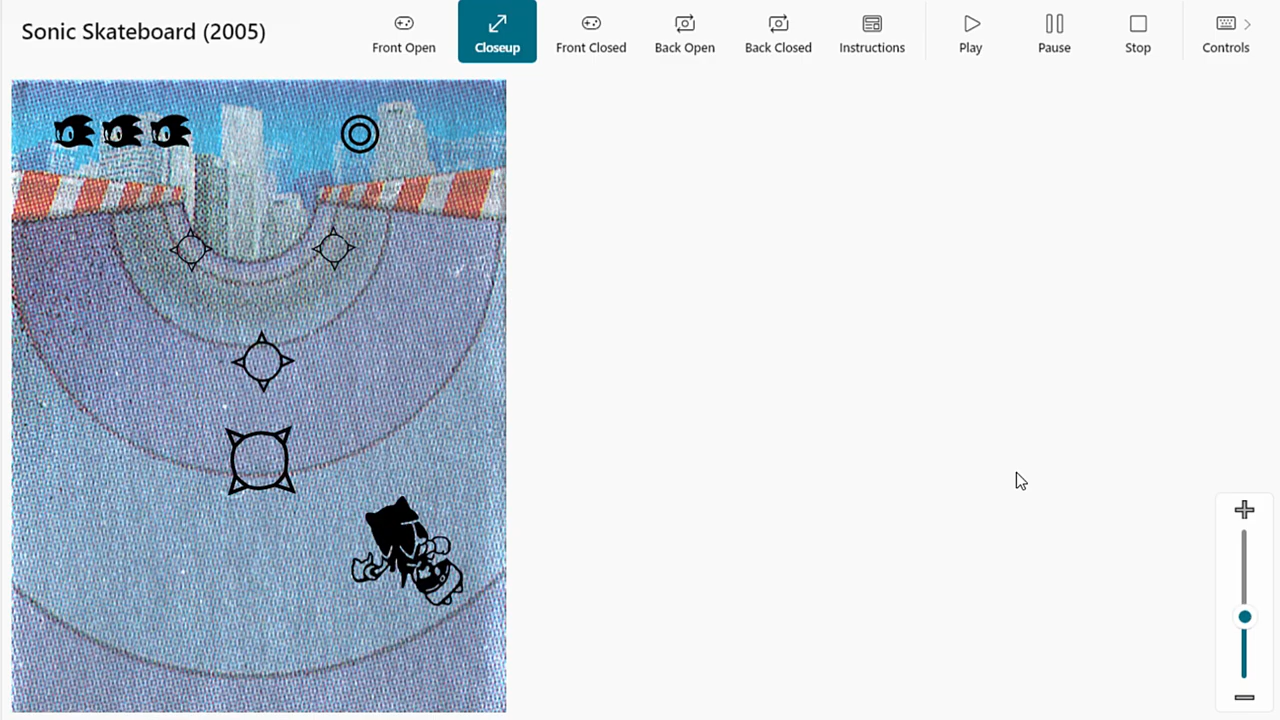 Sonic Skateboard (2005)
Front Open
Closeup
Front Closed
Back Open
Back Closed
Instructions
Play
Pause
Stop
Controls